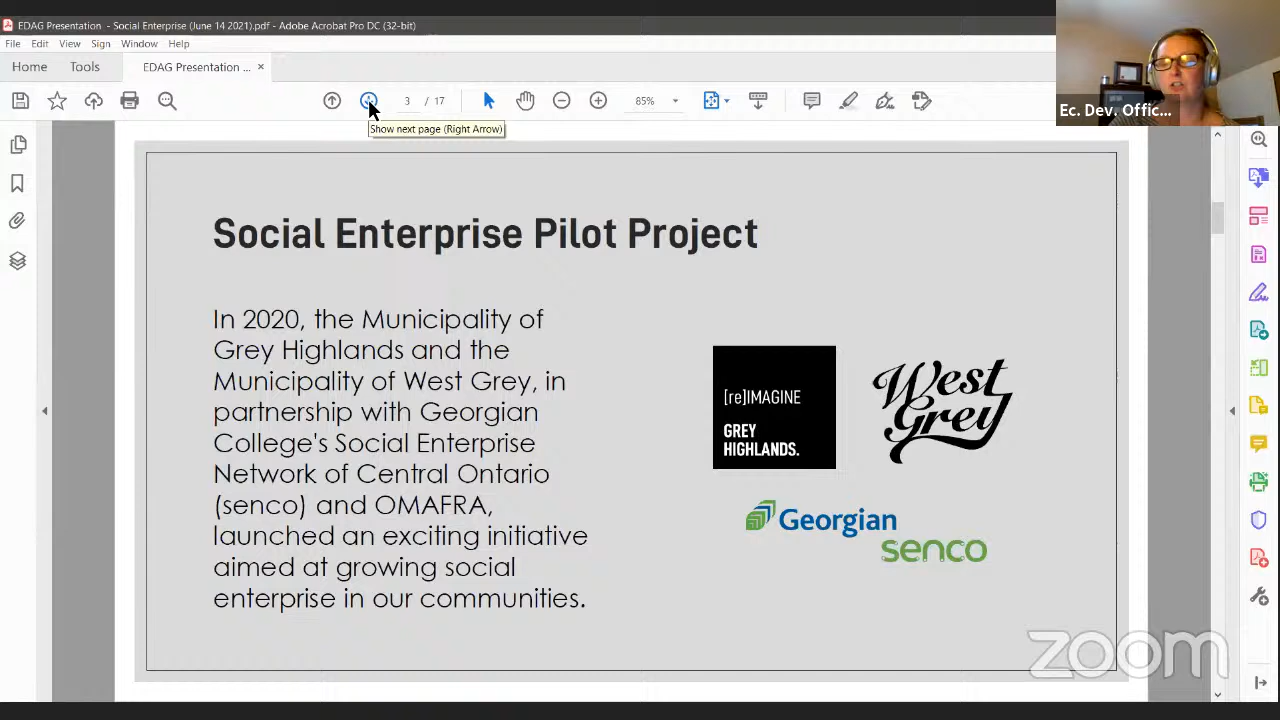 EDAG Presentation - Social Enterprise (June 14 2021).pdf - Adobe Acrobat Pro DC (32-bit)
File Edit View Sign Window Help
Home Tools EDAG Presentation ... ×
17 85%
Show next page (Right Arrow)
Ec. Dev. Offic...
Social Enterprise Pilot Project
In 2020, the Municipality of
Grey Highlands and the
Municipality of West Grey, in
partnership with Georgian
College's Social Enterprise
Network of Central Ontario
(senco) and OMAFRA,
launched an exciting initiative
aimed at growing social
enterprise in our communities.
[re]IMAGINE
GREY
HIGHLANDS.
West
Grey
Georgian
senco
zoom